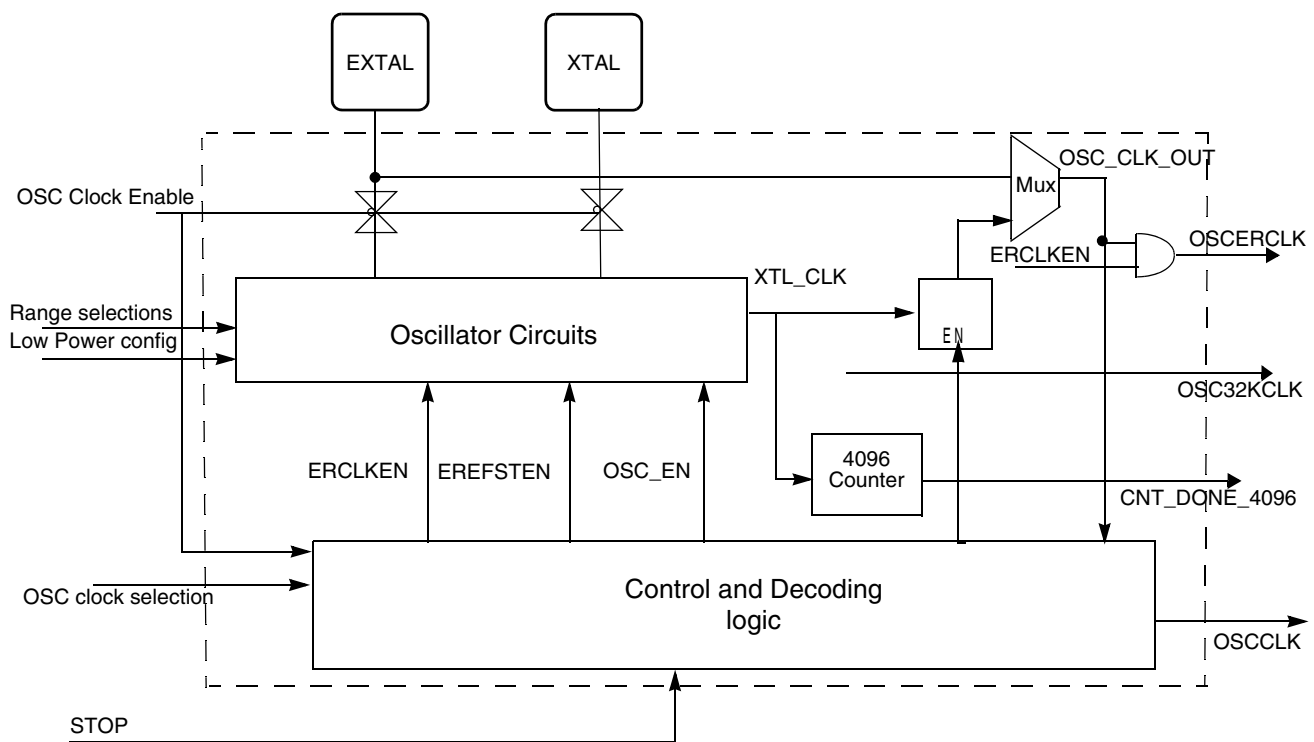 EXTAL
XTAL
OSC Clock Enable
Mux
OSC_CLK_OUT
ERCLKEN
OSCERCLK
XTL_CLK
Range selections
Low Power config
Oscillator Circuits
EN
OSC32KCLK
ERCLKEN
EREFSTEN
OSC_EN
4096
Counter
CNT_DONE_4096
OSC clock selection
Control and Decoding
logic
OSCCLK
STOP